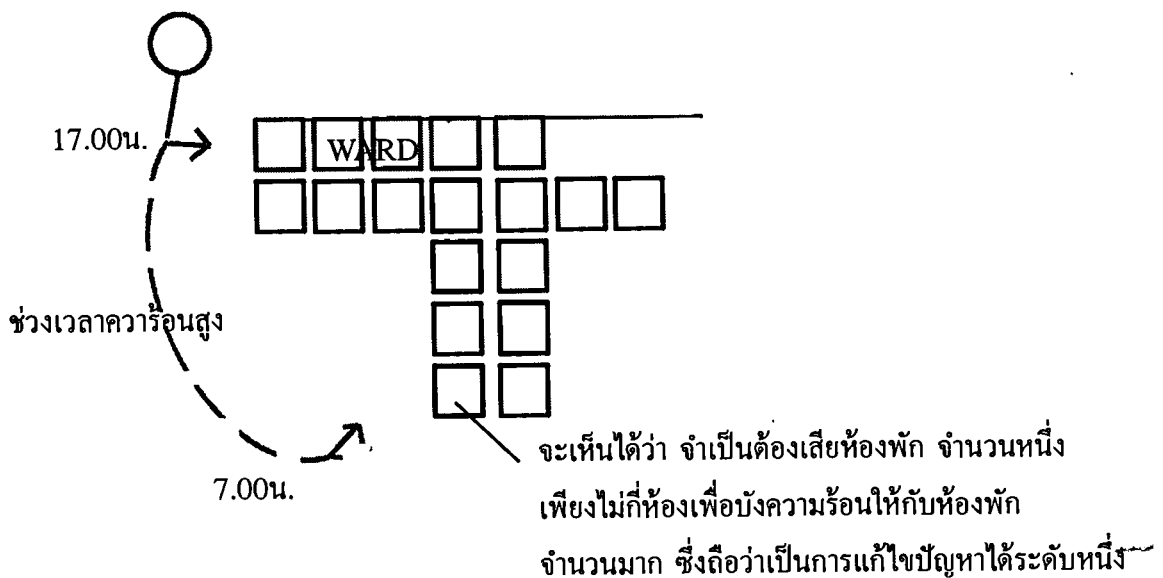 17.00น.
WARD
ช่วงเวลาควาร้อนสูง
7.00น.
จะเห็นได้ว่า จำเป็นต้องเสียห้องพัก จำนวนหนึ่ง
เพียงไม่กี่ห้องเพื่อบังความร้อนให้กับห้องพัก
จำนวนมาก ซึ่งถือว่าเป็นการแก้ไขปัญหาได้ระดับหนึ่ง